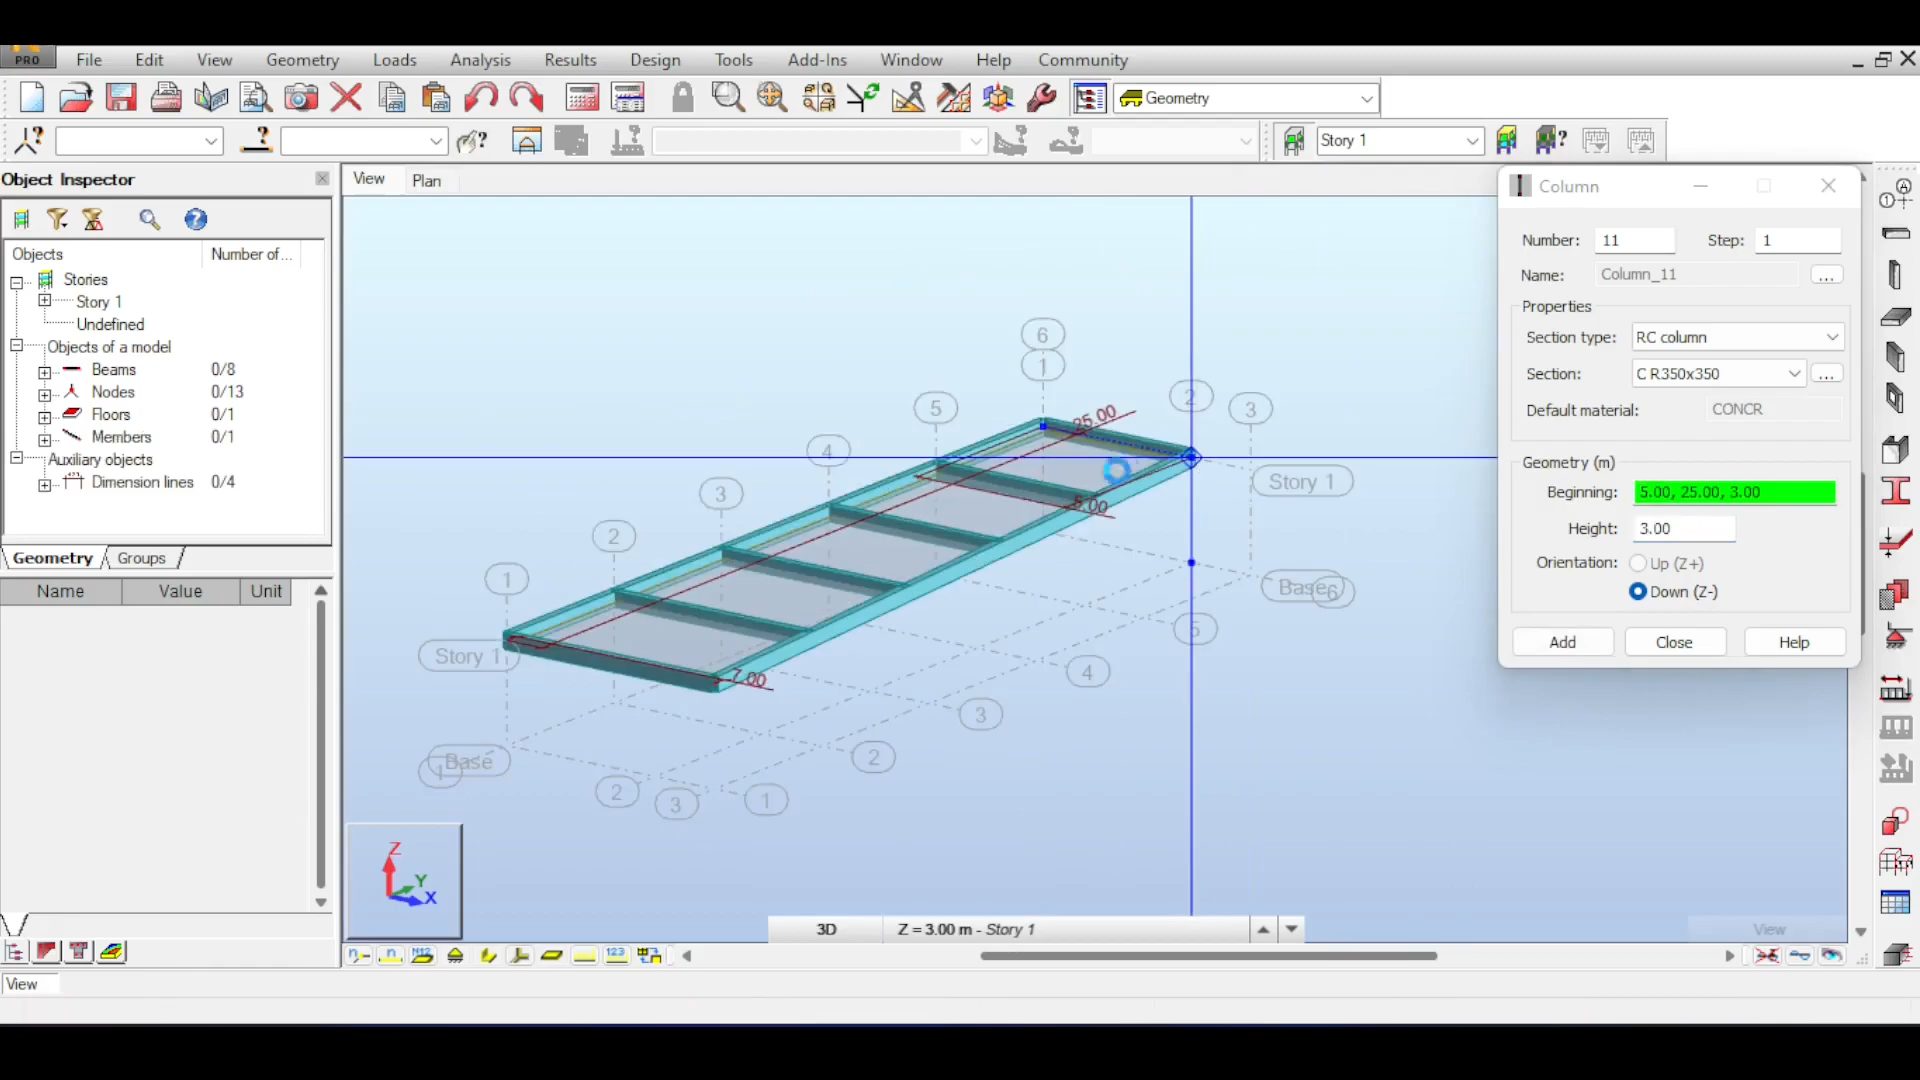 PRO
File Edit View Geometry Loads Analysis Results Design Tools Add-Ins Window Help Community
Geometry
Story 1
Object Inspector
View Plan
Objects Number of...
Stories
Story 1
Undefined
Objects of a model
Beams 0/8
Nodes 0/13
Floors 0/1
Members 0/1
Auxiliary objects
Dimension lines 0/4
Geometry Groups
Name Value Unit
View
Column
Number: 11 Step: 1
Name: Column_11 ...
Properties
Section type: RC column
Section: C R350x350 ...
Default material: CONCR
Geometry (m)
Beginning: 5.00, 25.00, 3.00
Height: 3.00
Orientation: Up (Z+)
Down (Z-)
Add Close Help
6
1
2
3
5
4
3
2
1
25.00
5.00
7.00
Story 1
Story 1
Base 6
5
4
3
2
1
Base
1
2
3
Z
Y
X
3D Z = 3.00 m - Story 1
View